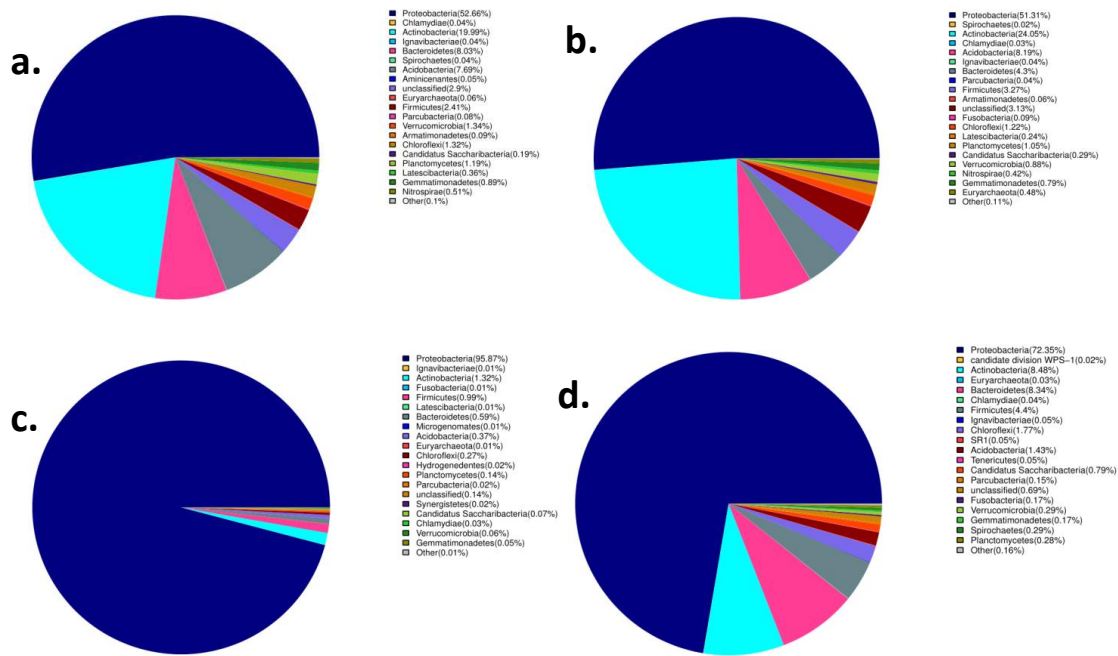 a.
Proteobacteria(52.66%)
Chlamydiae(0.04%)
Actinobacteria(19.99%)
Ignavibacteriae(0.04%)
Bacteroidetes(8.03%)
Spirochaetes(0.04%)
Acidobacteria(7.69%)
Aminicenantes(0.05%)
unclassified(2.9%)
Euryarchaeota(0.06%)
Firmicutes(2.41%)
Parcubacteria(0.08%)
Verrucomicrobia(1.34%)
Armatimonadetes(0.09%)
Chloroflexi(1.32%)
Candidatus Saccharibacteria(0.19%)
Planctomycetes(1.19%)
Latescibacteria(0.36%)
Gemmatimonadetes(0.89%)
Nitrospirae(0.51%)
Other(0.1%)
b.
Proteobacteria(51.31%)
Spirochaetes(0.02%)
Actinobacteria(24.05%)
Chlamydiae(0.03%)
Acidobacteria(8.19%)
Ignavibacteriae(0.04%)
Bacteroidetes(4.3%)
Parcubacteria(0.04%)
Firmicutes(3.27%)
Armatimonadetes(0.06%)
unclassified(3.13%)
Fusobacteria(0.09%)
Chloroflexi(1.22%)
Latescibacteria(0.24%)
Planctomycetes(1.05%)
Candidatus Saccharibacteria(0.29%)
Verrucomicrobia(0.88%)
Nitrospirae(0.42%)
Gemmatimonadetes(0.79%)
Euryarchaeota(0.48%)
Other(0.11%)
c.
Proteobacteria(95.87%)
Ignavibacteriae(0.01%)
Actinobacteria(1.32%)
Fusobacteria(0.01%)
Firmicutes(0.99%)
Latescibacteria(0.01%)
Bacteroidetes(0.59%)
Microgenomates(0.01%)
Acidobacteria(0.37%)
Euryarchaeota(0.01%)
Chloroflexi(0.27%)
Hydrogenedentes(0.02%)
Planctomycetes(0.14%)
Parcubacteria(0.02%)
unclassified(0.14%)
Synergistetes(0.02%)
Candidatus Saccharibacteria(0.07%)
Chlamydiae(0.03%)
Verrucomicrobia(0.06%)
Gemmatimonadetes(0.05%)
Other(0.01%)
d.
Proteobacteria(72.35%)
candidate division WPS−1(0.02%)
Actinobacteria(8.48%)
Euryarchaeota(0.03%)
Bacteroidetes(8.34%)
Chlamydiae(0.04%)
Firmicutes(4.4%)
Ignavibacteriae(0.05%)
Chloroflexi(1.77%)
SR1(0.05%)
Acidobacteria(1.43%)
Tenericutes(0.05%)
Candidatus Saccharibacteria(0.79%)
Parcubacteria(0.15%)
unclassified(0.69%)
Fusobacteria(0.17%)
Verrucomicrobia(0.29%)
Gemmatimonadetes(0.17%)
Spirochaetes(0.29%)
Planctomycetes(0.28%)
Other(0.16%)